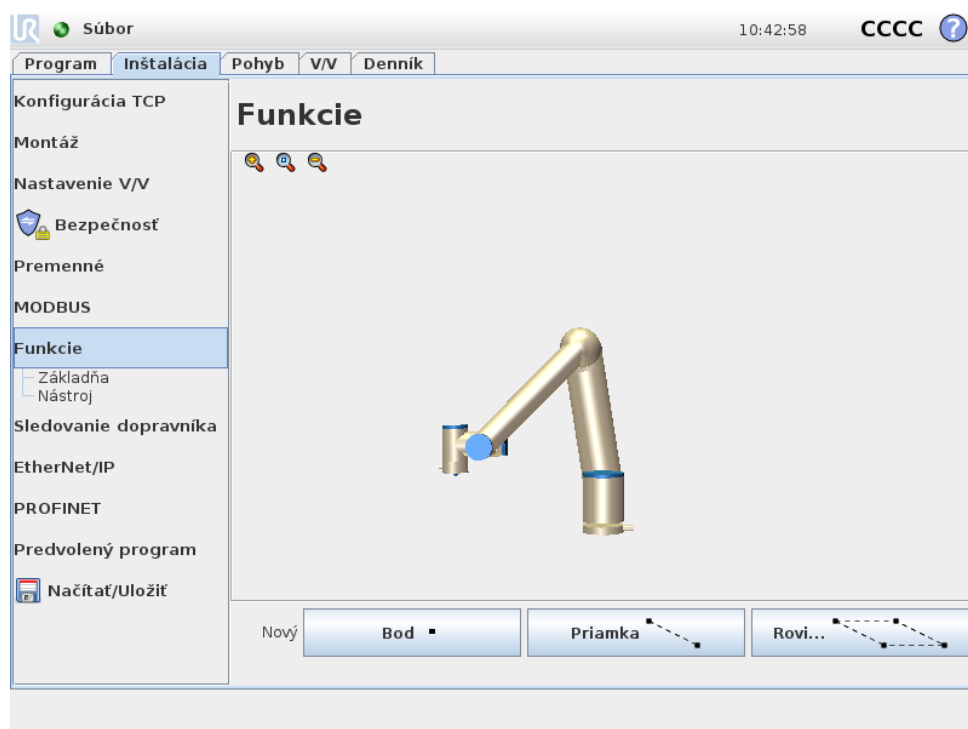 UR Súbor 10:42:58 CCCC ?
Program Inštalácia Pohyb V/V Denník
Konfigurácia TCP
Montáž
Nastavenie V/V
Bezpečnosť
Premenné
MODBUS
Funkcie
Základňa
Nástroj
Sledovanie dopravníka
EtherNet/IP
PROFINET
Predvolený program
Načítať/Uložiť
Funkcie
Nový Bod Priamka Rovi...